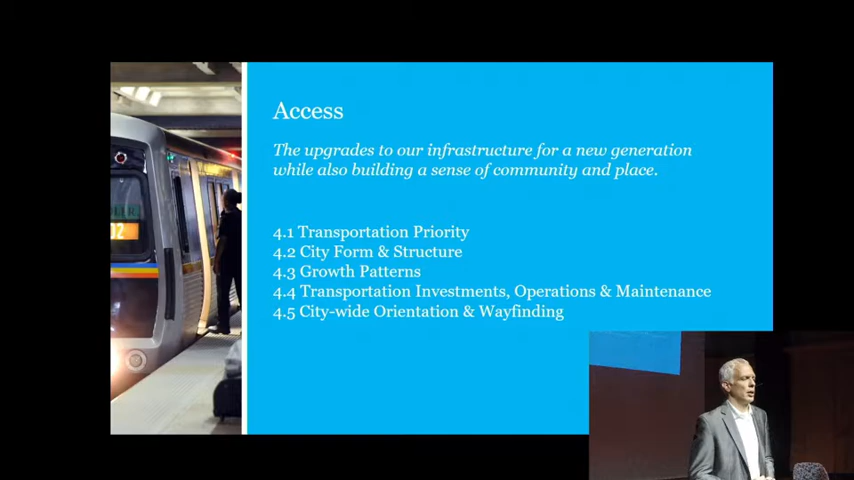 Access
The upgrades to our infrastructure for a new generation
while also building a sense of community and place.
4.1 Transportation Priority
4.2 City Form & Structure
4.3 Growth Patterns
4.4 Transportation Investments, Operations & Maintenance
4.5 City-wide Orientation & Wayfinding
02